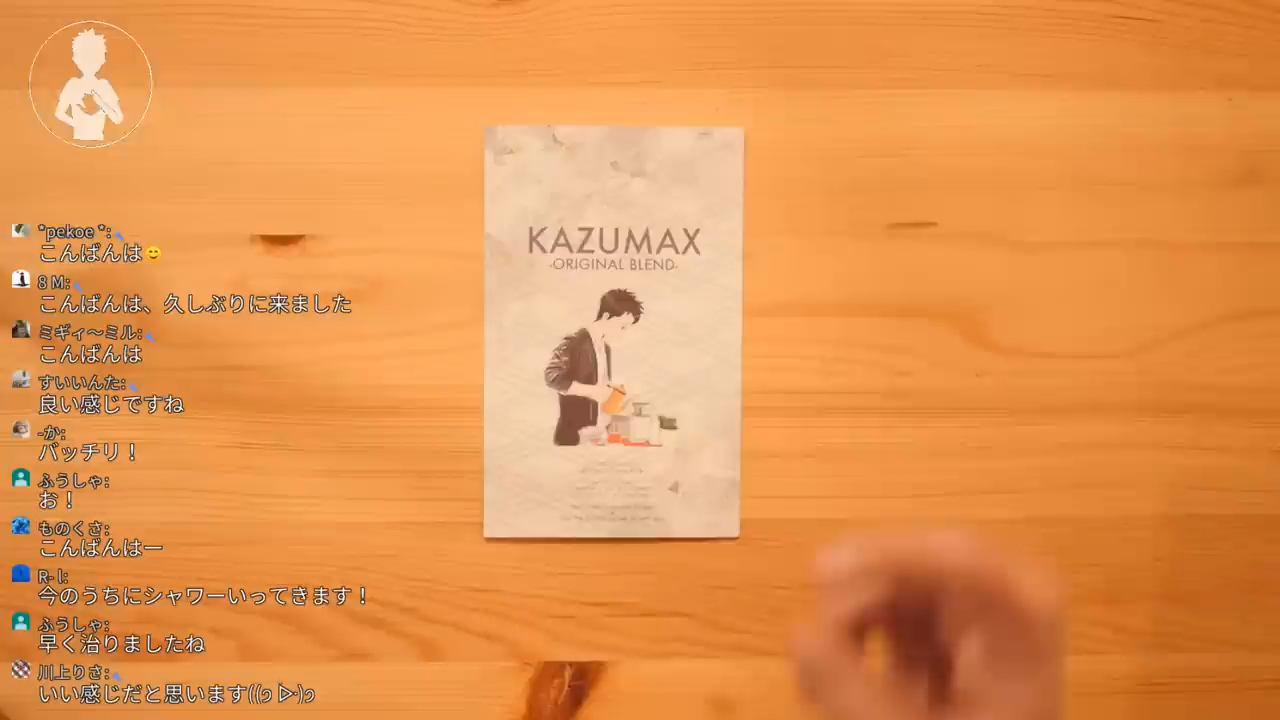 *pekoe *:
こんばんは😊
8 M:
こんばんは、久しぶりに来ました
ミギィ〜ミル:
こんばんは
すいいんた:
良い感じですね
-か:
バッチリ！
ふうしゃ:
お！
ものくさ:
こんばんはー
R- l:
今のうちにシャワーいってきます！
ふうしゃ:
早く治りましたね
川上りさ:
いい感じだと思います((っ ᐕ)っ
KAZUMAX
-ORIGINAL BLEND-